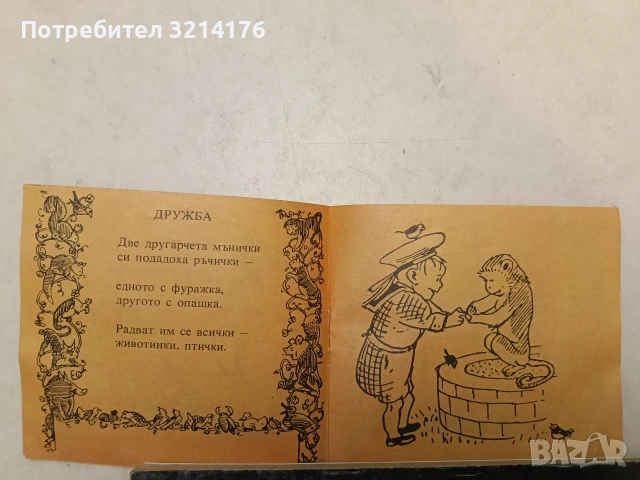 Потребител 3214176
ДРУЖБА
Две другарчета мънички
си подадоха ръчички —
едното с фуражка,
другото с опашка.
Радват им се всички —
животинки, птички.
BAZAR